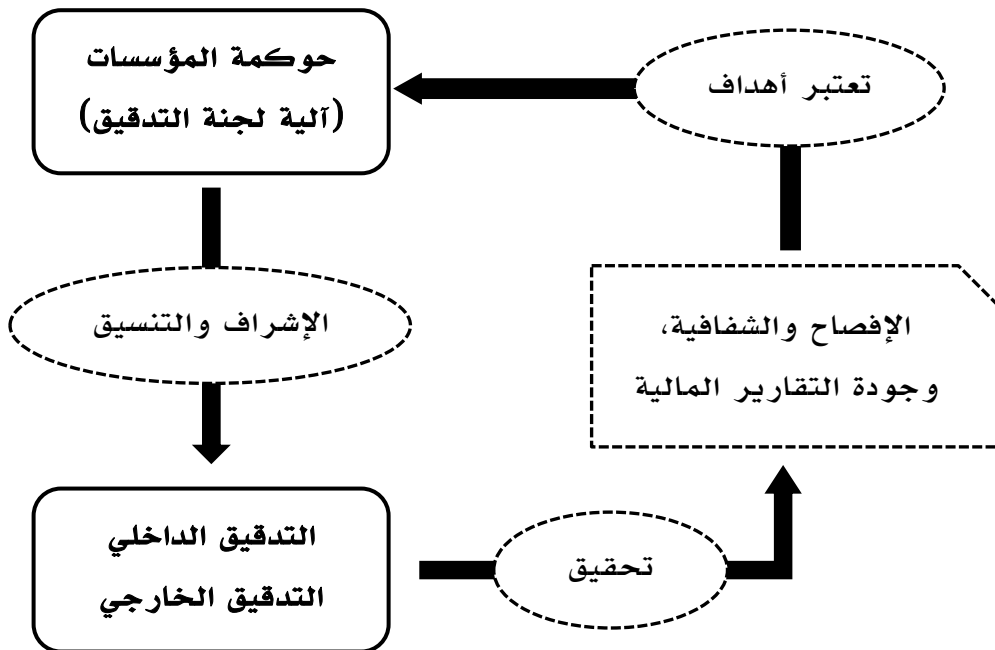 حوكمة المؤسسات
(آلية لجنة التدقيق)
تعتبر أهداف
الإشراف والتنسيق
الإفصاح والشفافية،
وجودة التقارير المالية
التدقيق الداخلي
التدقيق الخارجي
تحقيق